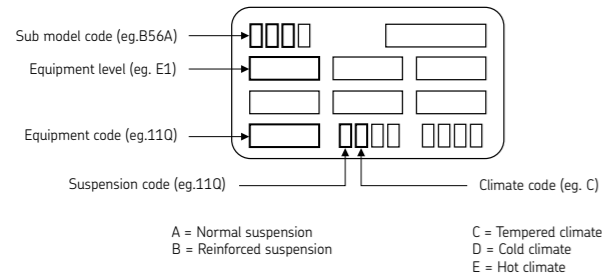 Sub model code (eg.B56A)
Equipment level (eg. E1)
Equipment code (eg.11Q)
Suspension code (eg.11Q)
Climate code (eg. C)
A = Normal suspension
B = Reinforced suspension
C = Tempered climate
D = Cold climate
E = Hot climate